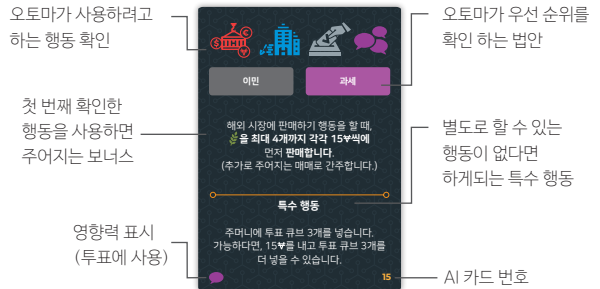 오토마가 사용하려고
하는 행동 확인
오토마가 우선 순위를
확인 하는 법안
이민
과세
첫 번째 확인한
행동을 사용하면
주어지는 보너스
해외 시장에 판매하기 행동을 할 때,
을 최대 4개까지 각각 15₩씩에
먼저 판매합니다.
(추가로 주어지는 매매로 간주합니다.)
별도로 할 수 있는
행동이 없다면
하게되는 특수 행동
특수 행동
주머니에 투표 큐브 3개를 넣습니다.
가능하다면, 15₩를 내고 투표 큐브 3개를
더 넣을 수 있습니다.
영향력 표시
(투표에 사용)
15
AI 카드 번호